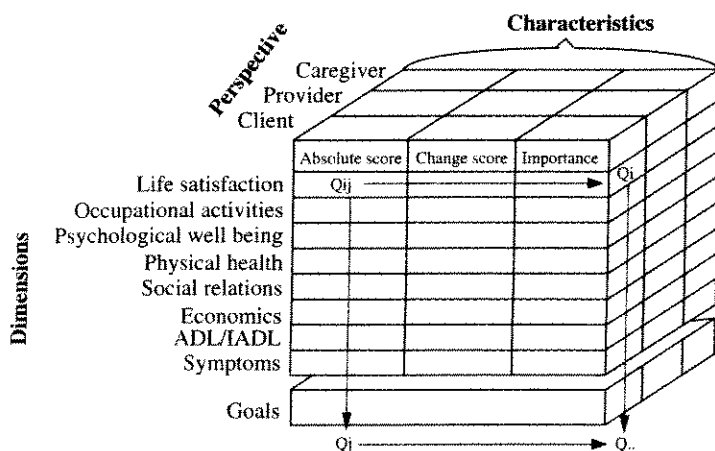 Characteristics
Perspective
Caregiver
Provider
Client
Absolute score Change score Importance
Life satisfaction Qij Qi
Occupational activities
Psychological well being
Physical health
Social relations
Economics
ADL/IADL
Symptoms
Dimensions
Goals
Qj Q..